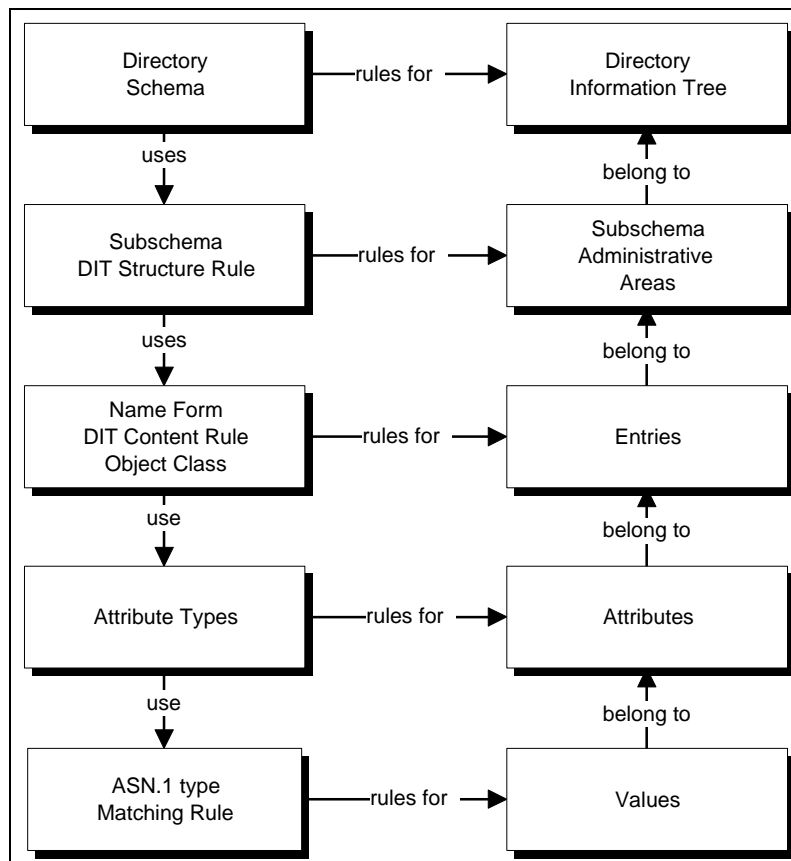 Directory
Schema
rules for
Directory
Information Tree
uses
belong to
Subschema
DIT Structure Rule
rules for
Subschema
Administrative
Areas
uses
belong to
Name Form
DIT Content Rule
Object Class
rules for
Entries
use
belong to
Attribute Types
rules for
Attributes
use
belong to
ASN.1 type
Matching Rule
rules for
Values